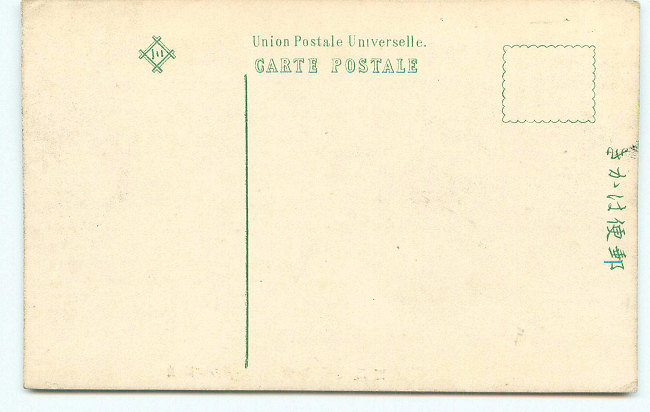 Union Postale Universelle.
CARTE POSTALE
郵便はかき